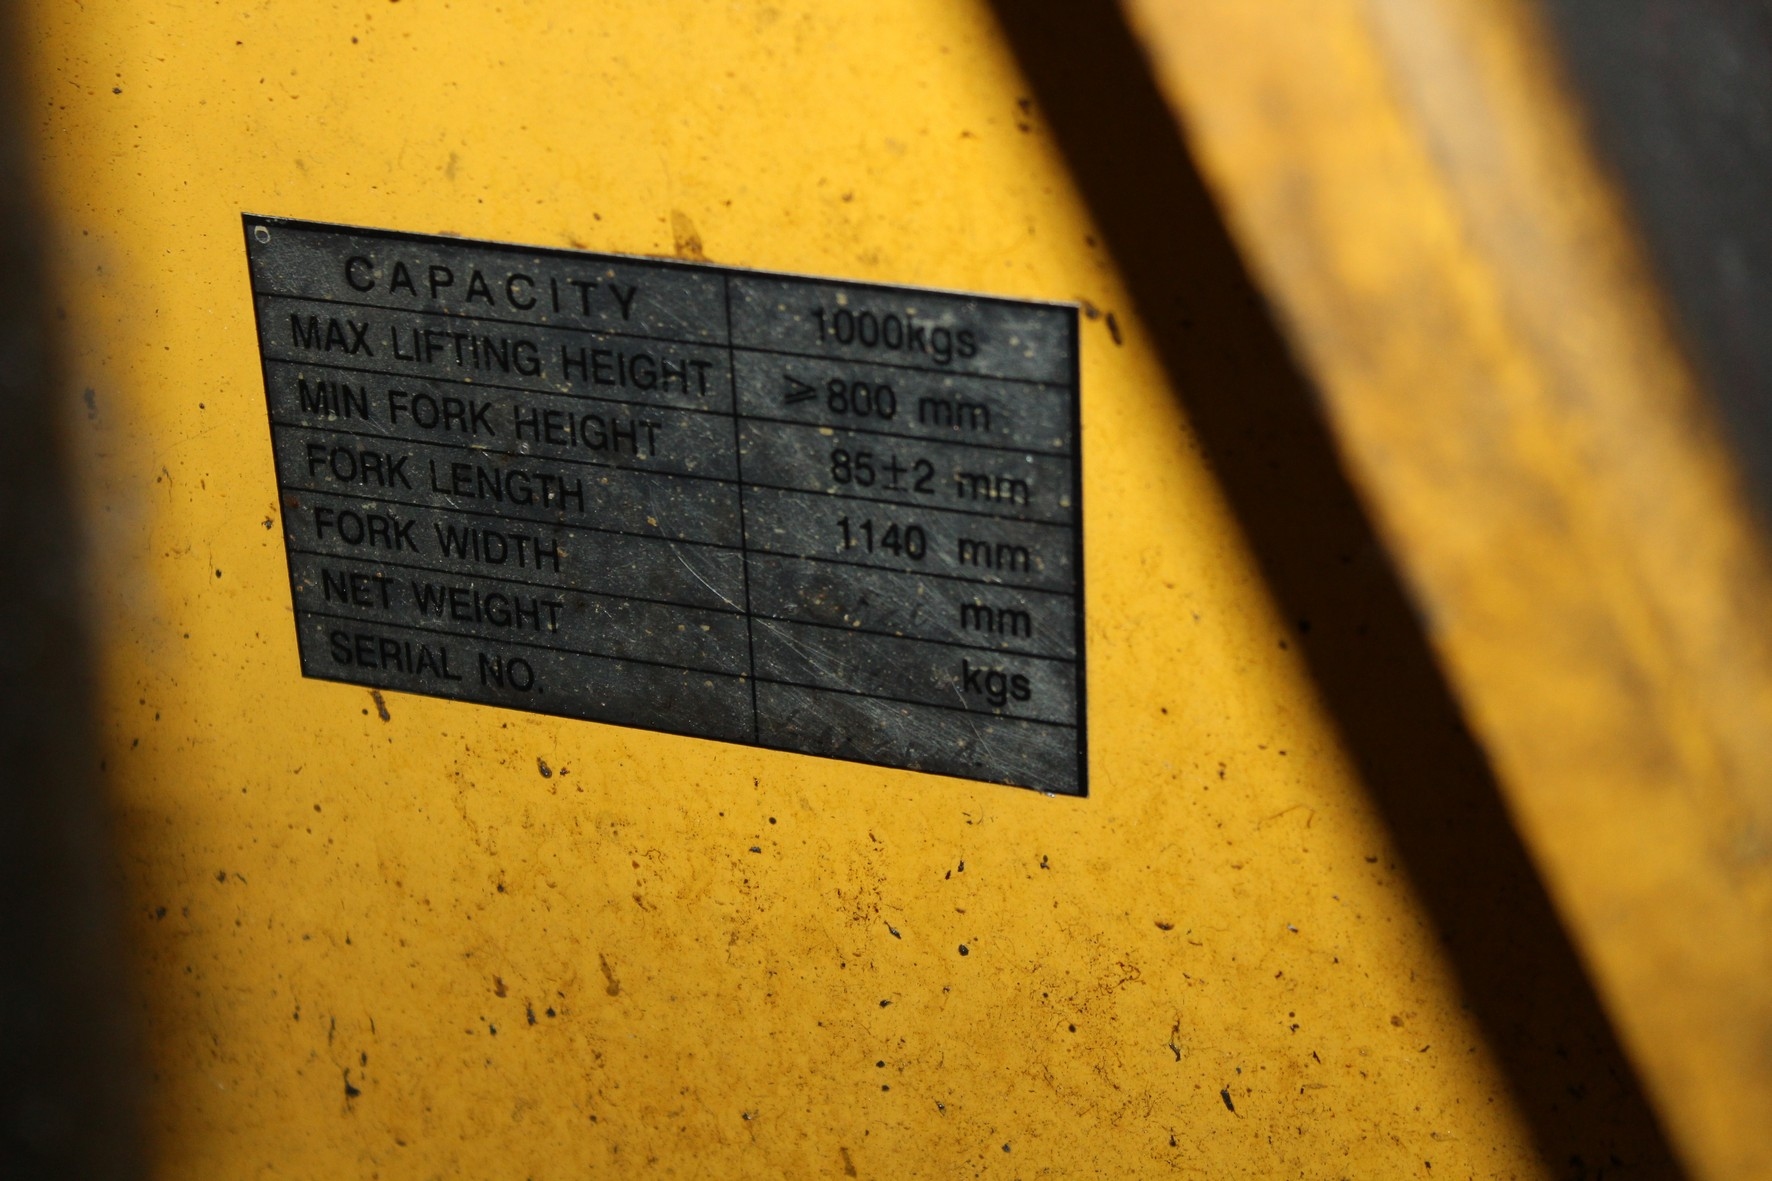 CAPACITY 1000kgs
MAX LIFTING HEIGHT ⩾800 mm
MIN FORK HEIGHT 85±2 mm
FORK LENGTH 1140 mm
FORK WIDTH mm
NET WEIGHT kgs
SERIAL NO.